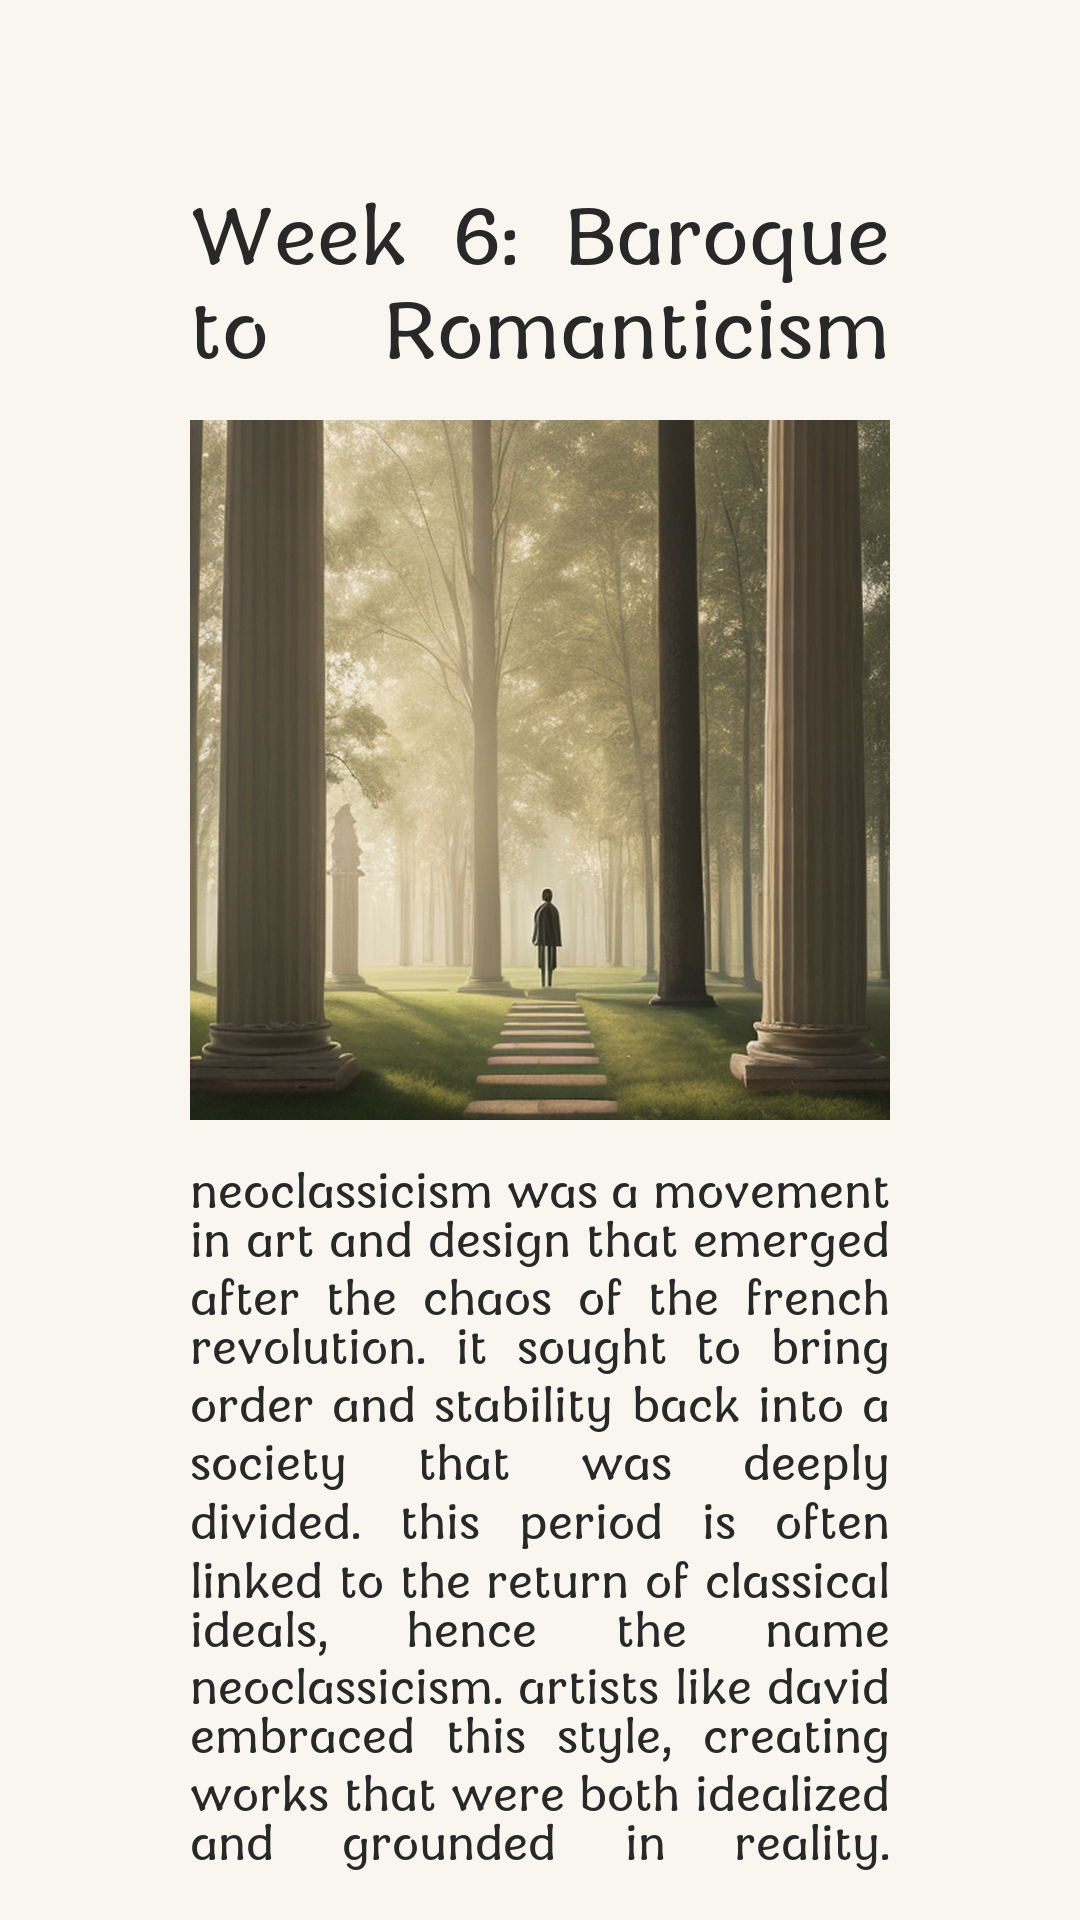 Week 6: Baroque
to Romanticism
neoclassicism was a movement
in art and design that emerged
after the chaos of the french
revolution. it sought to bring
order and stability back into a
society that was deeply
divided. this period is often
linked to the return of classical
ideals, hence the name
neoclassicism. artists like david
embraced this style, creating
works that were both idealized
and grounded in reality.